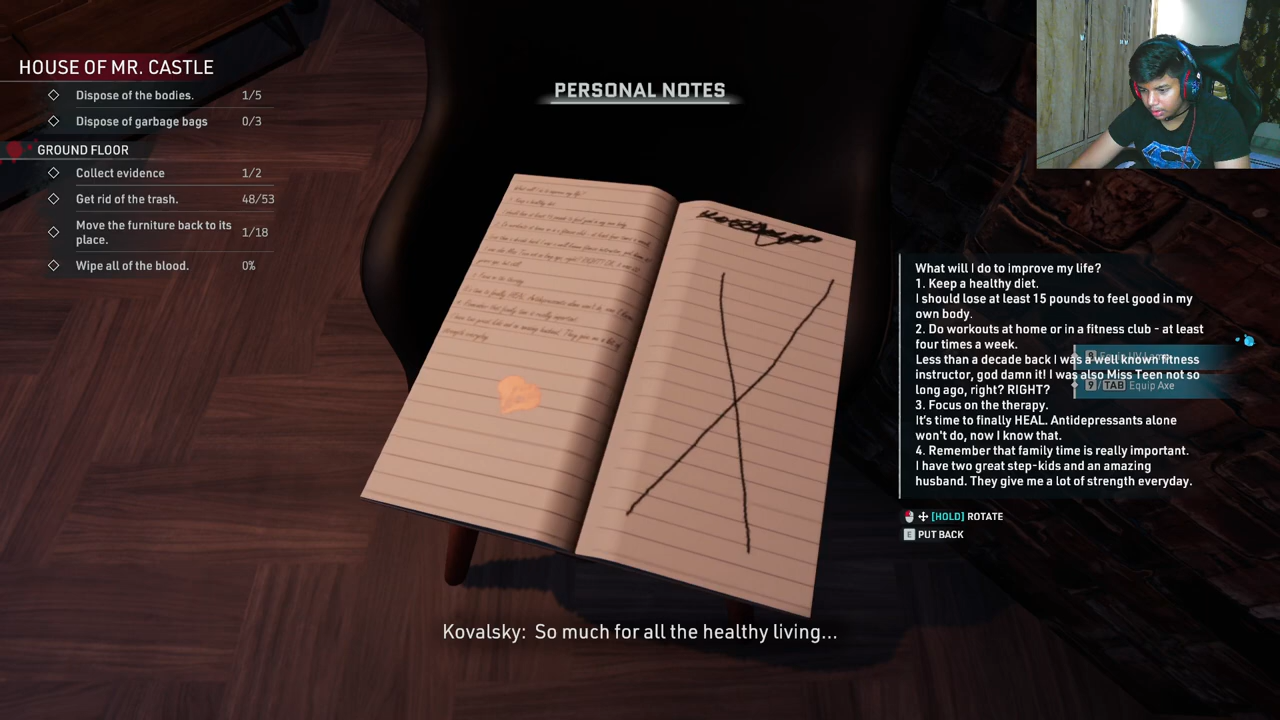 HOUSE OF MR. CASTLE
Dispose of the bodies. 1/5
Dispose of garbage bags 0/3
GROUND FLOOR
Collect evidence 1/2
Get rid of the trash. 48/53
Move the furniture back to its
place. 1/18
Wipe all of the blood. 0%
PERSONAL NOTES
What will I do to improve my life?
1. Keep a healthy diet.
I should lose at least 15 pounds to feel good in my
own body.
2. Do workouts at home or in a fitness club - at least
four times a week.
Less than a decade back I was a well known fitness
instructor, god damn it! I was also Miss Teen not so
long ago, right? RIGHT?
9 / TAB Equip Axe
3. Focus on the therapy.
It's time to finally HEAL. Antidepressants alone
won't do, now I know that.
4. Remember that family time is really important.
I have two great step-kids and an amazing
husband. They give me a lot of strength everyday.
[HOLD] ROTATE
E PUT BACK
Kovalsky: So much for all the healthy living...